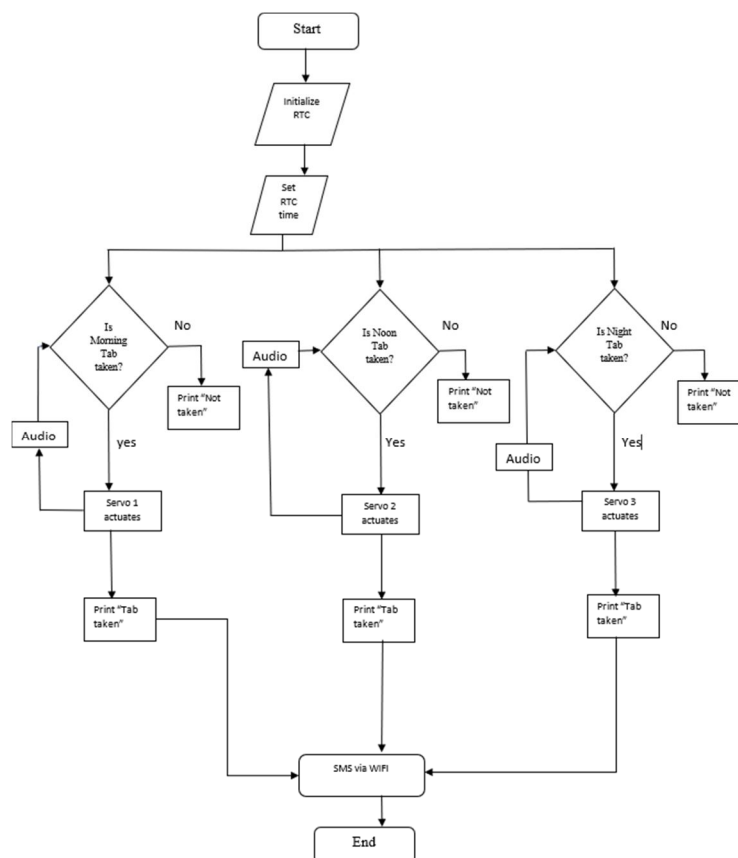 Start
Initialize
RTC
Set
RTC
time
Is
Morning
Tab
taken?
No
Print “Not
taken”
Audio
yes
Servo 1
actuates
Print “Tab
taken”
Is Noon
Tab
taken?
No
Print “Not
taken”
Audio
Yes
Servo 2
actuates
Print “Tab
taken”
Is Night
Tab
taken?
No
Print “Not
taken”
Audio
Yes
Servo 3
actuates
Print “Tab
taken”
SMS via WIFI
End